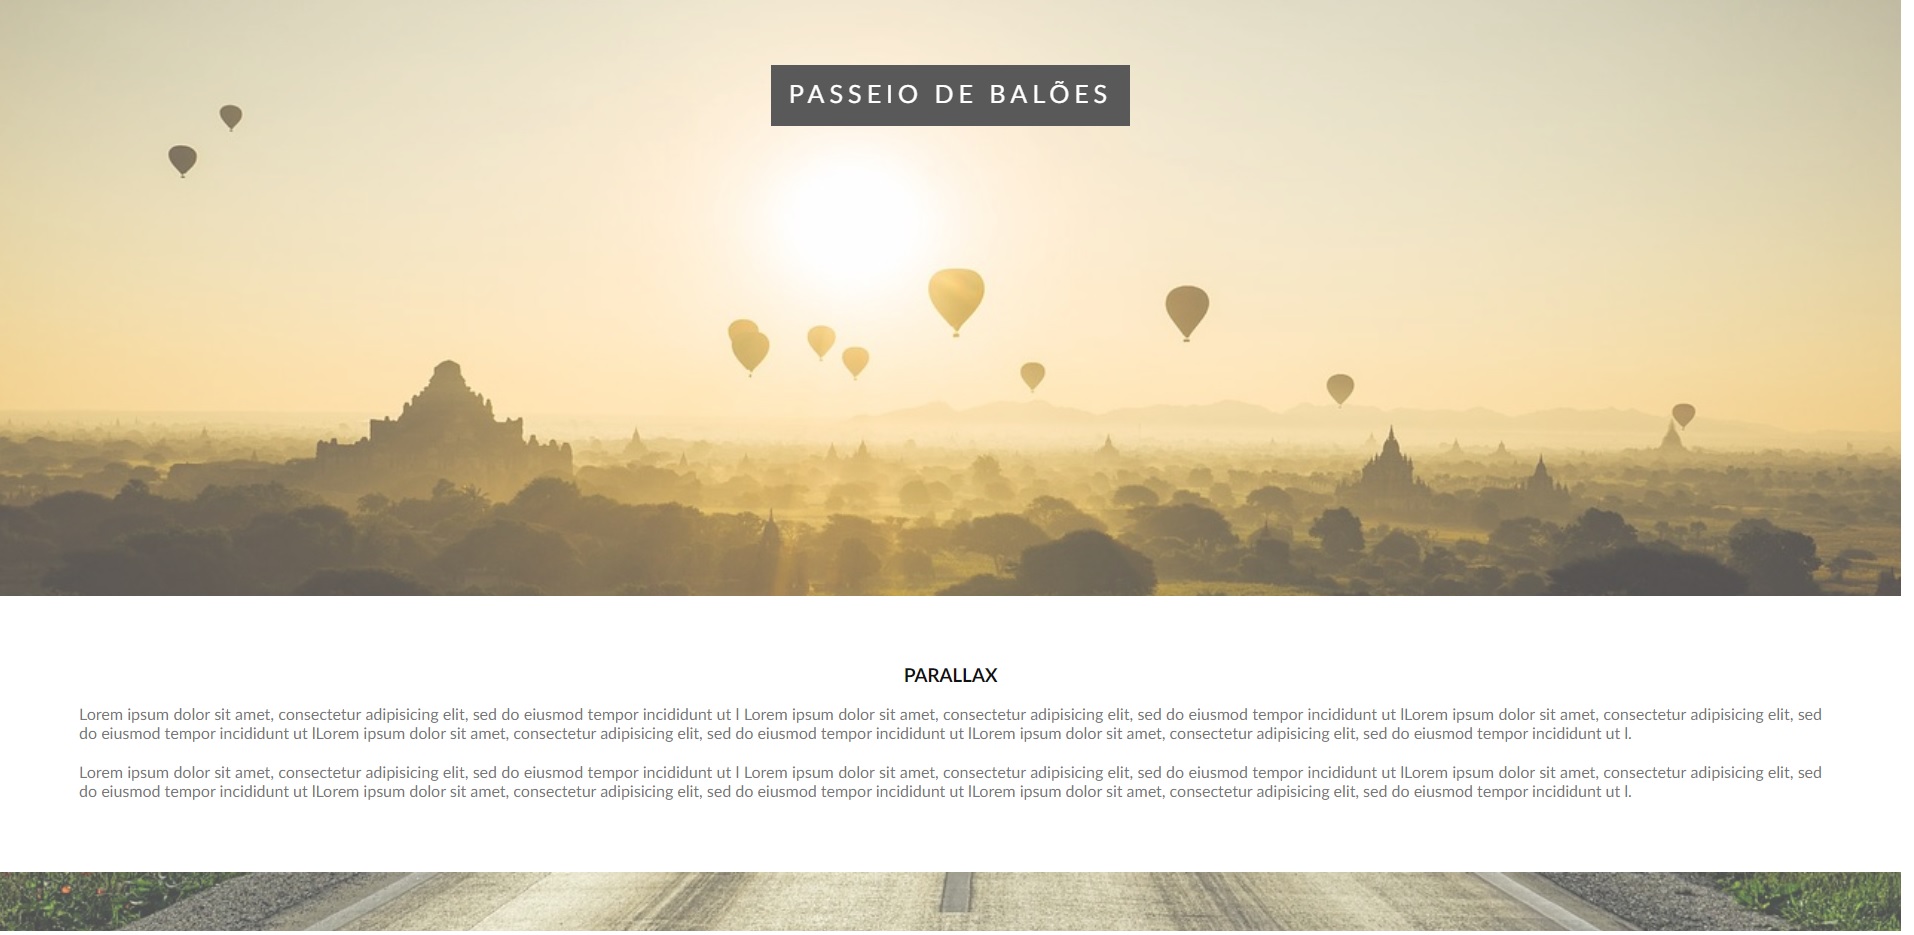 PASSEIO DE BALÕES
PARALLAX
Lorem ipsum dolor sit amet, consectetur adipisicing elit, sed do eiusmod tempor incididunt ut l Lorem ipsum dolor sit amet, consectetur adipisicing elit, sed do eiusmod tempor incididunt ut lLorem ipsum dolor sit amet, consectetur adipisicing elit, sed
do eiusmod tempor incididunt ut lLorem ipsum dolor sit amet, consectetur adipisicing elit, sed do eiusmod tempor incididunt ut lLorem ipsum dolor sit amet, consectetur adipisicing elit, sed do eiusmod tempor incididunt ut l.
Lorem ipsum dolor sit amet, consectetur adipisicing elit, sed do eiusmod tempor incididunt ut l Lorem ipsum dolor sit amet, consectetur adipisicing elit, sed do eiusmod tempor incididunt ut lLorem ipsum dolor sit amet, consectetur adipisicing elit, sed
do eiusmod tempor incididunt ut lLorem ipsum dolor sit amet, consectetur adipisicing elit, sed do eiusmod tempor incididunt ut lLorem ipsum dolor sit amet, consectetur adipisicing elit, sed do eiusmod tempor incididunt ut l.